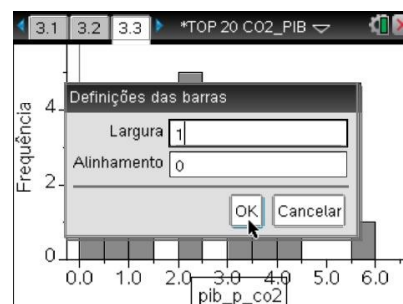 3.1 3.2 3.3 *TOP 20 CO2_PIB
Definições das barras
Largura 1
Alinhamento 0
OK Cancelar
Frequência
4
2
0
0.0 1.0 2.0 3.0 4.0 5.0 6.0
pib_p_co2